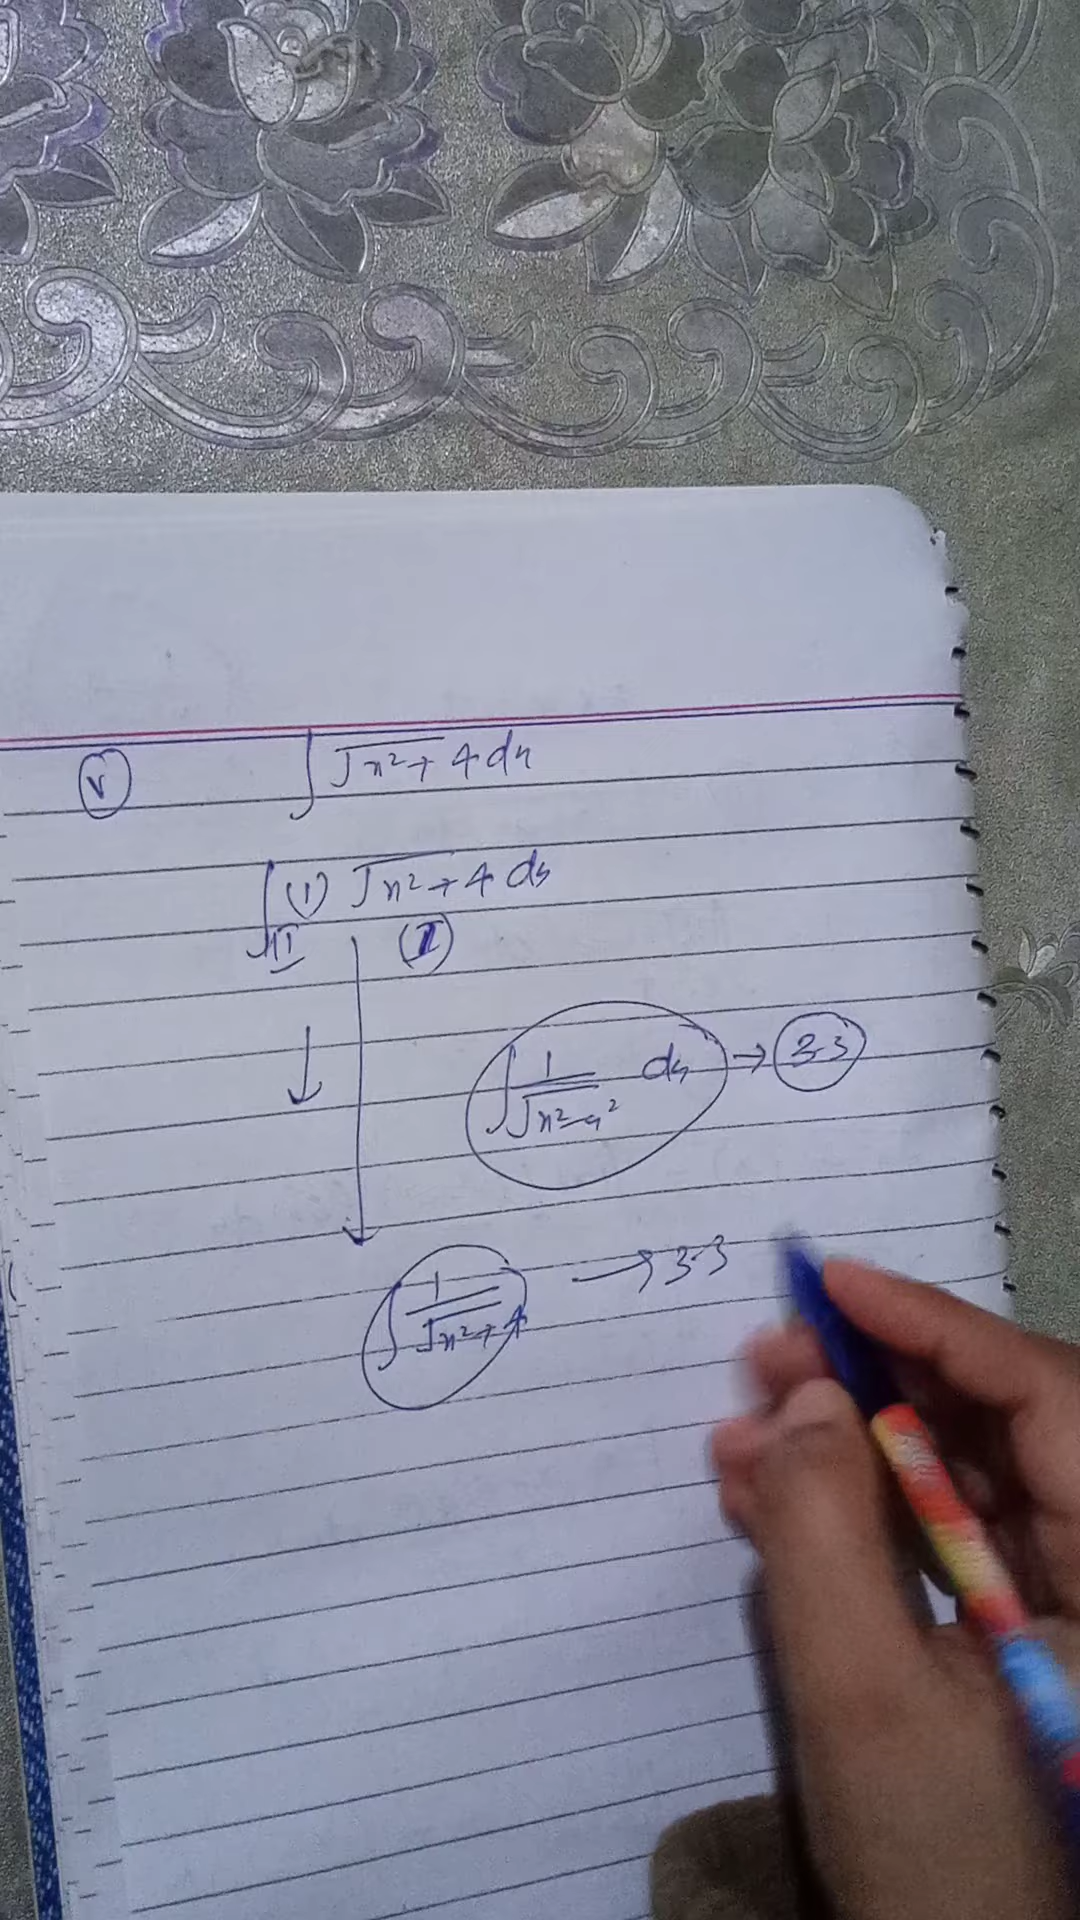 (v) ∫ √x²+4 dx
∫ (1) √x²+4 dx
II (I)
∫ 1/√x²-a² dx → 3.3
∫ 1/√x²+4 → 3.3